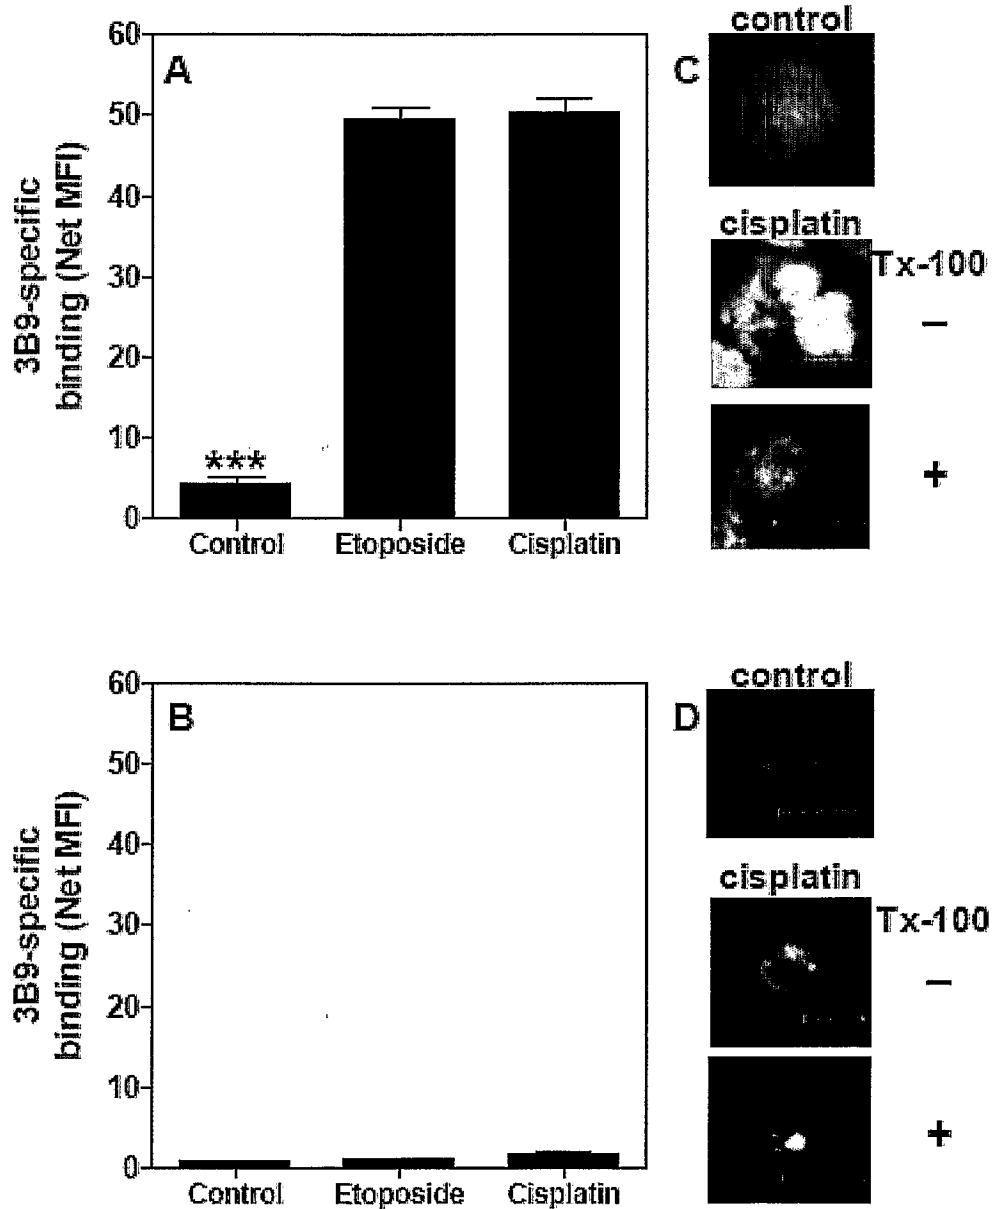 A
60
50
40
30
20
10
0
3B9-specific
binding (Net MFI)
***
Control Etoposide Cisplatin
C
control
cisplatin
Tx-100
–
+
B
60
50
40
30
20
10
0
3B9-specific
binding (Net MFI)
Control Etoposide Cisplatin
D
control
cisplatin
Tx-100
–
+